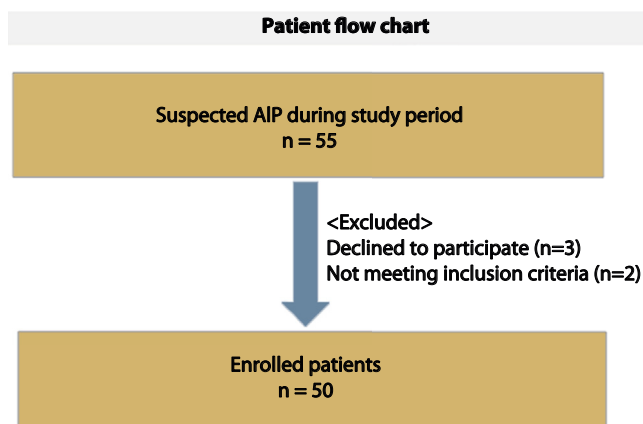 Patient flow chart
Suspected AIP during study period
n = 55
<Excluded>
Declined to participate (n=3)
Not meeting inclusion criteria (n=2)
Enrolled patients
n = 50